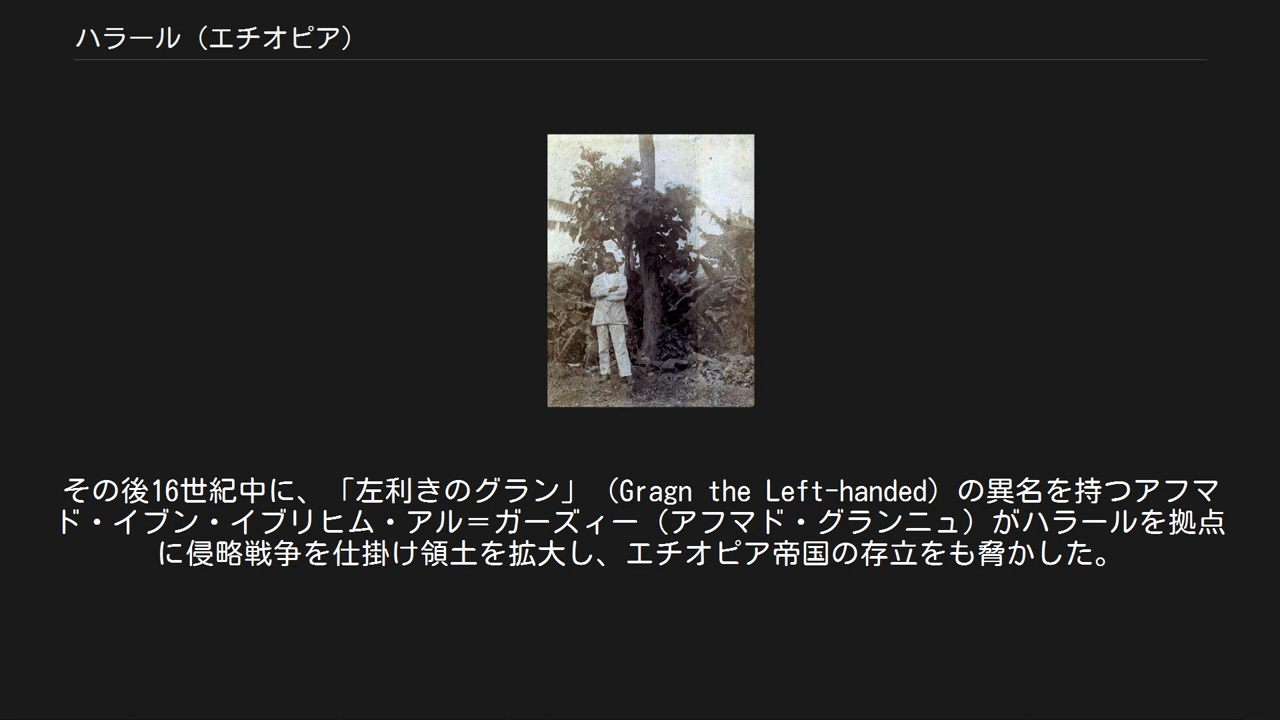 ハラール（エチオピア）
その後16世紀中に、「左利きのグラン」（Gragn the Left-handed）の異名を持つアフマ
ド・イブン・イブリヒム・アル＝ガーズィー（アフマド・グランニュ）がハラールを拠点
に侵略戦争を仕掛け領土を拡大し、エチオピア帝国の存立をも脅かした。